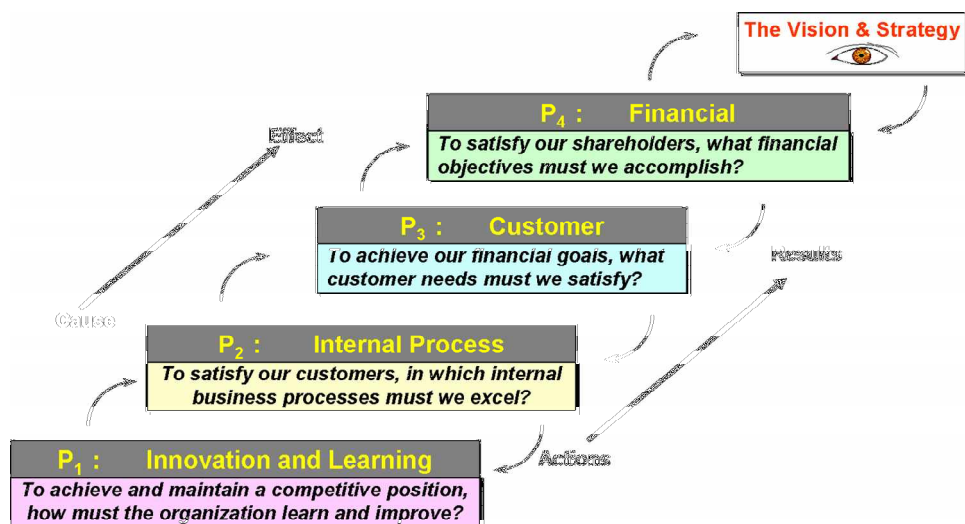 The Vision & Strategy
P4 : Financial
To satisfy our shareholders, what financial
objectives must we accomplish?
Effect
P3 : Customer
To achieve our financial goals, what
customer needs must we satisfy?
Results
Cause
P2 : Internal Process
To satisfy our customers, in which internal
business processes must we excel?
Actions
P1 : Innovation and Learning
To achieve and maintain a competitive position,
how must the organization learn and improve?